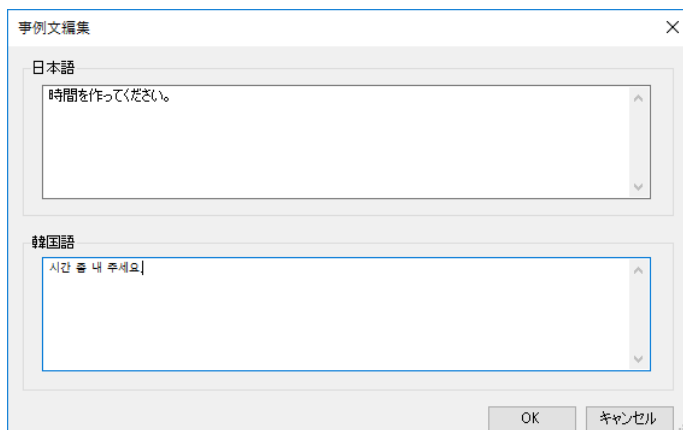 事例文編集
日本語
時間を作ってください。
韓国語
시간 좀 내 주세요.
OK
キャンセル